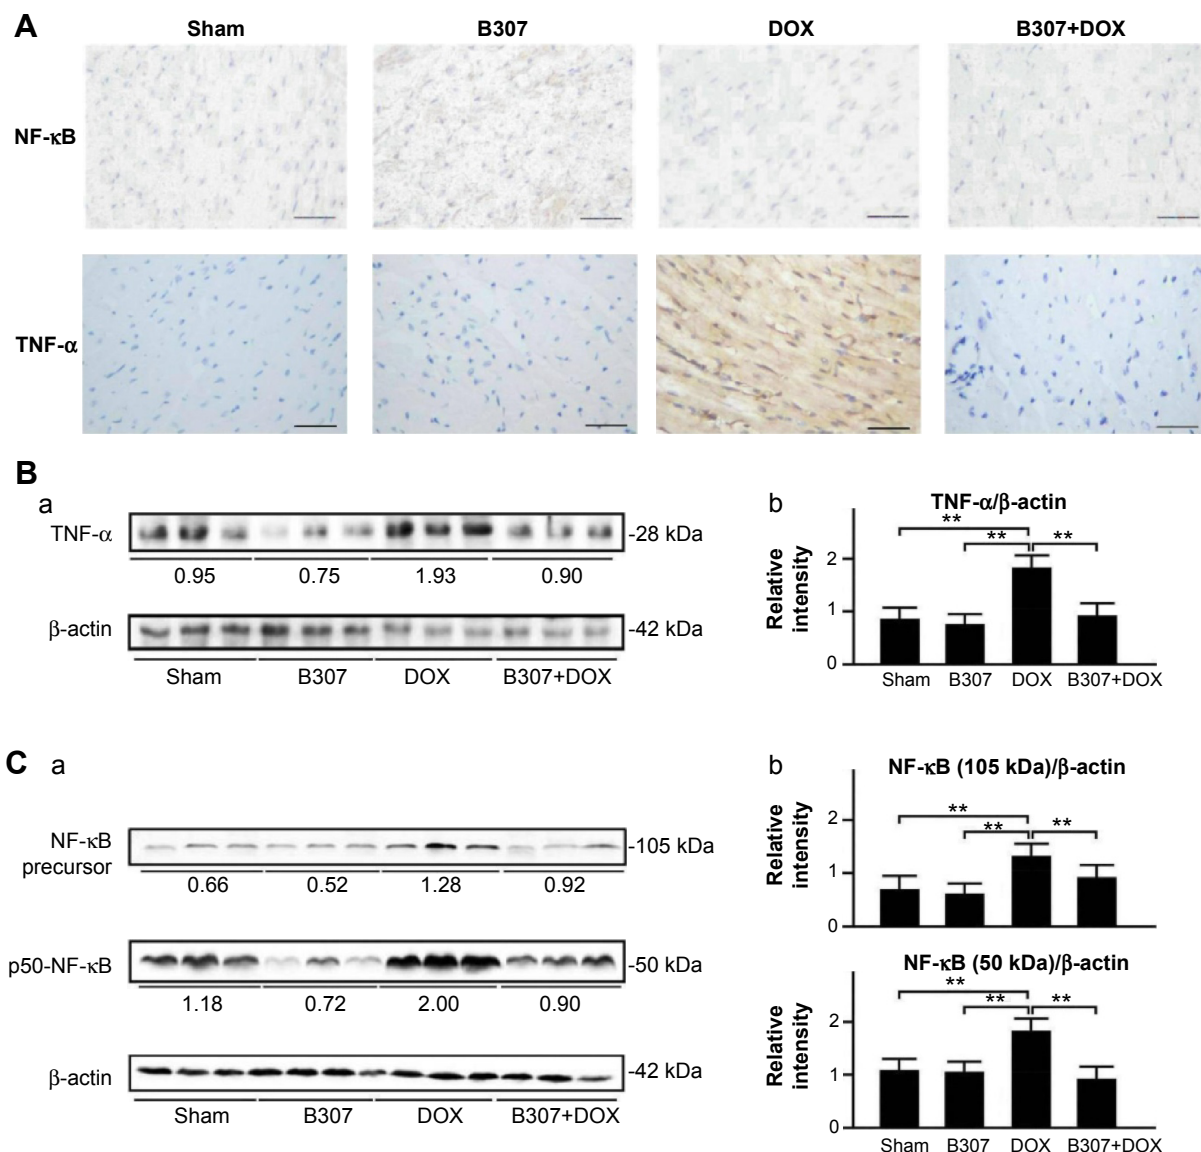 A
Sham B307 DOX B307+DOX
NF-κB
TNF-α
B
a
TNF-α -28 kDa
0.95 0.75 1.93 0.90
β-actin -42 kDa
Sham B307 DOX B307+DOX
b
TNF-α/β-actin
Relative intensity
2
1
0
** ** **
Sham B307 DOX B307+DOX
C a
NF-κB
precursor
-105 kDa
0.66 0.52 1.28 0.92
p50-NF-κB -50 kDa
1.18 0.72 2.00 0.90
β-actin -42 kDa
Sham B307 DOX B307+DOX
b
NF-κB (105 kDa)/β-actin
Relative intensity
2
1
0
** ** **
NF-κB (50 kDa)/β-actin
Relative intensity
2
1
0
** ** **
Sham B307 DOX B307+DOX